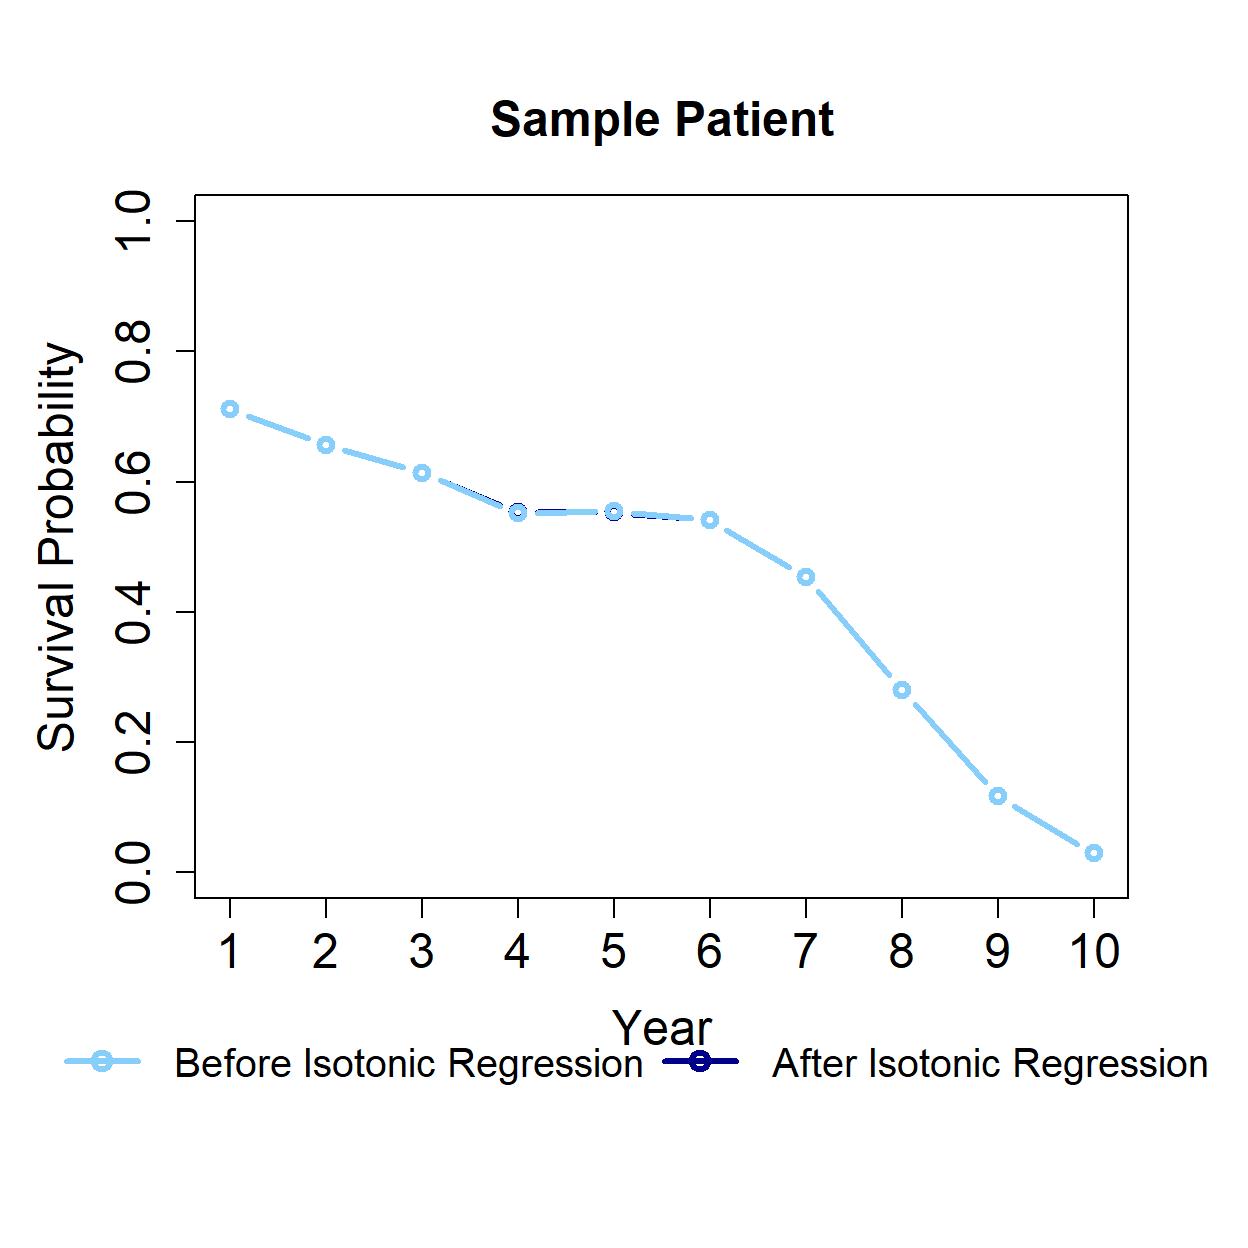 Sample Patient
Survival Probability
1.0
0.8
0.6
0.4
0.2
0.0
1 2 3 4 5 6 7 8 9 10
Year
Before Isotonic Regression After Isotonic Regression